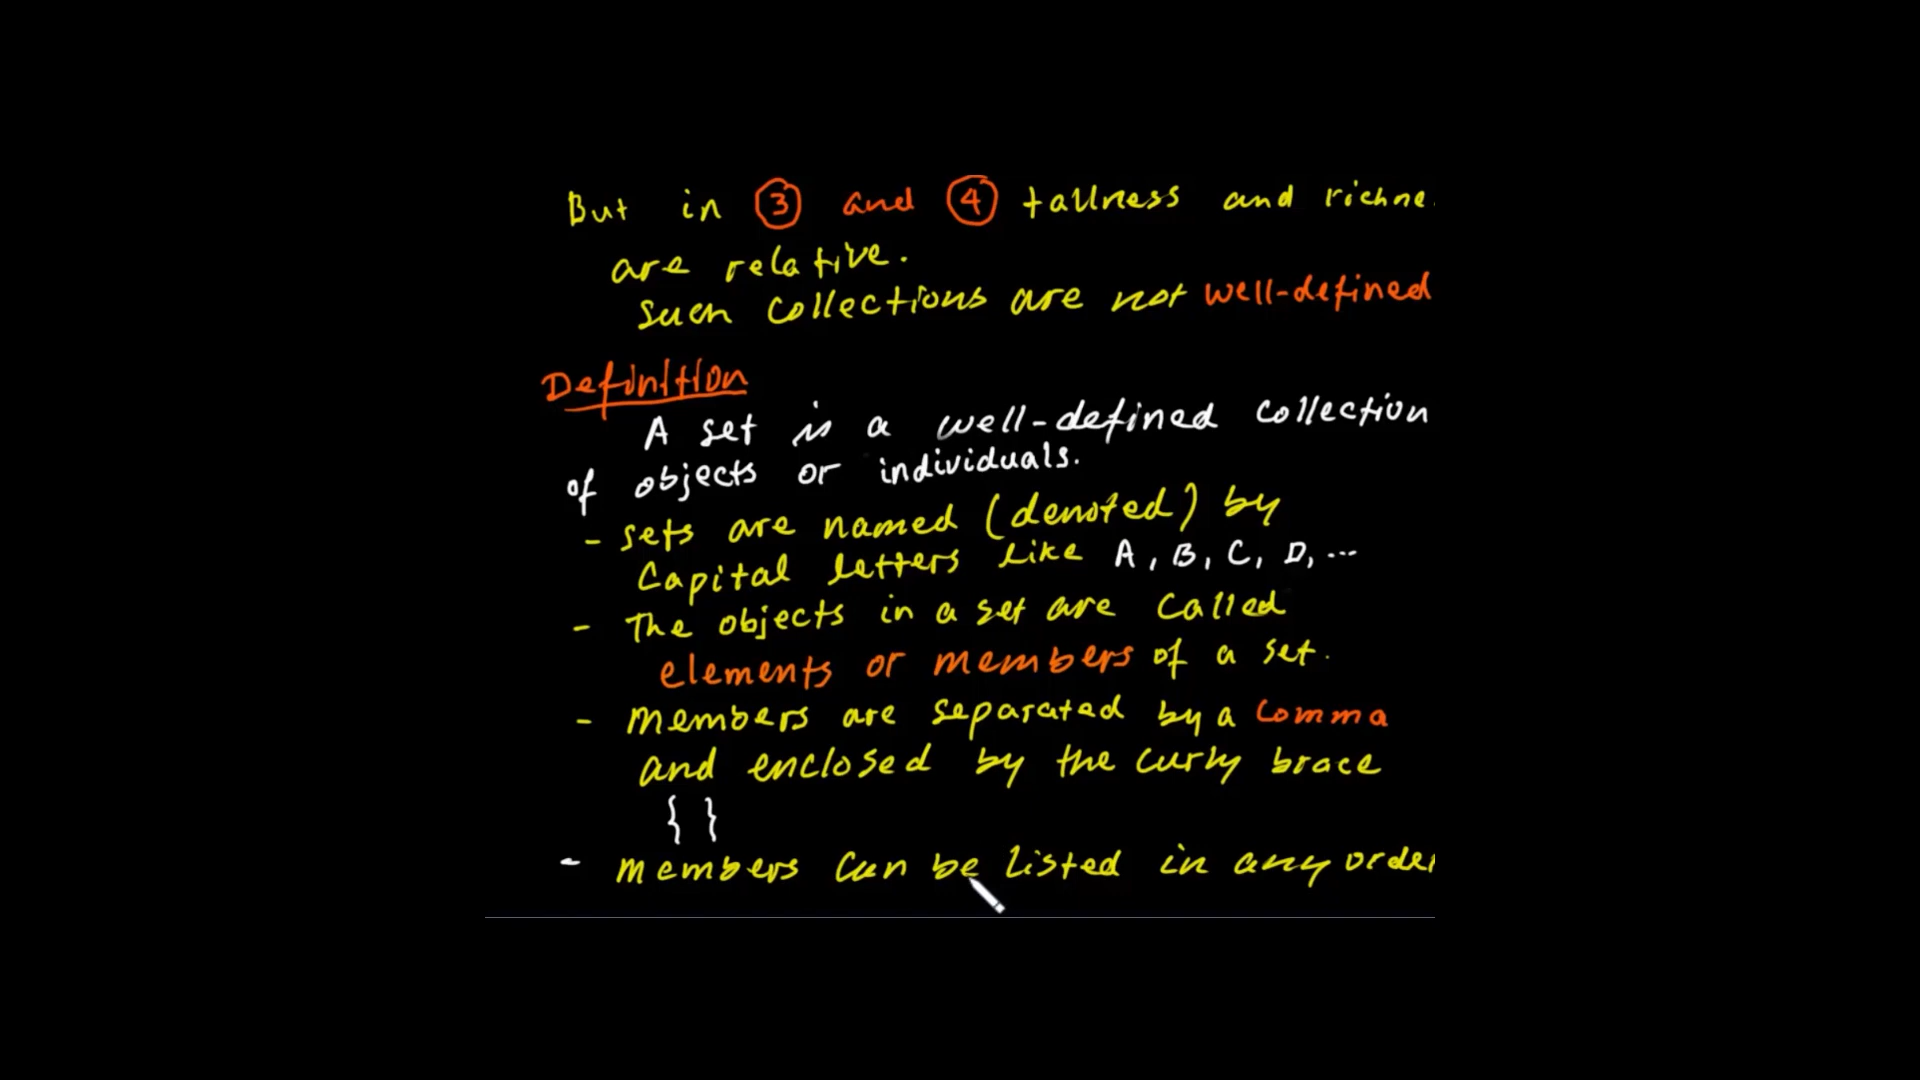 But in ③ and ④ tallness and richne
are relative.
Such collections are not well-defined
Definition
A set is a well-defined collection
of objects or individuals.
- sets are named (denoted) by
Capital letters like A, B, C, D, ...
- The objects in a set are called
elements or members of a set.
- Members are separated by a comma
and enclosed by the curly brace
{ }
- members can be listed in any order